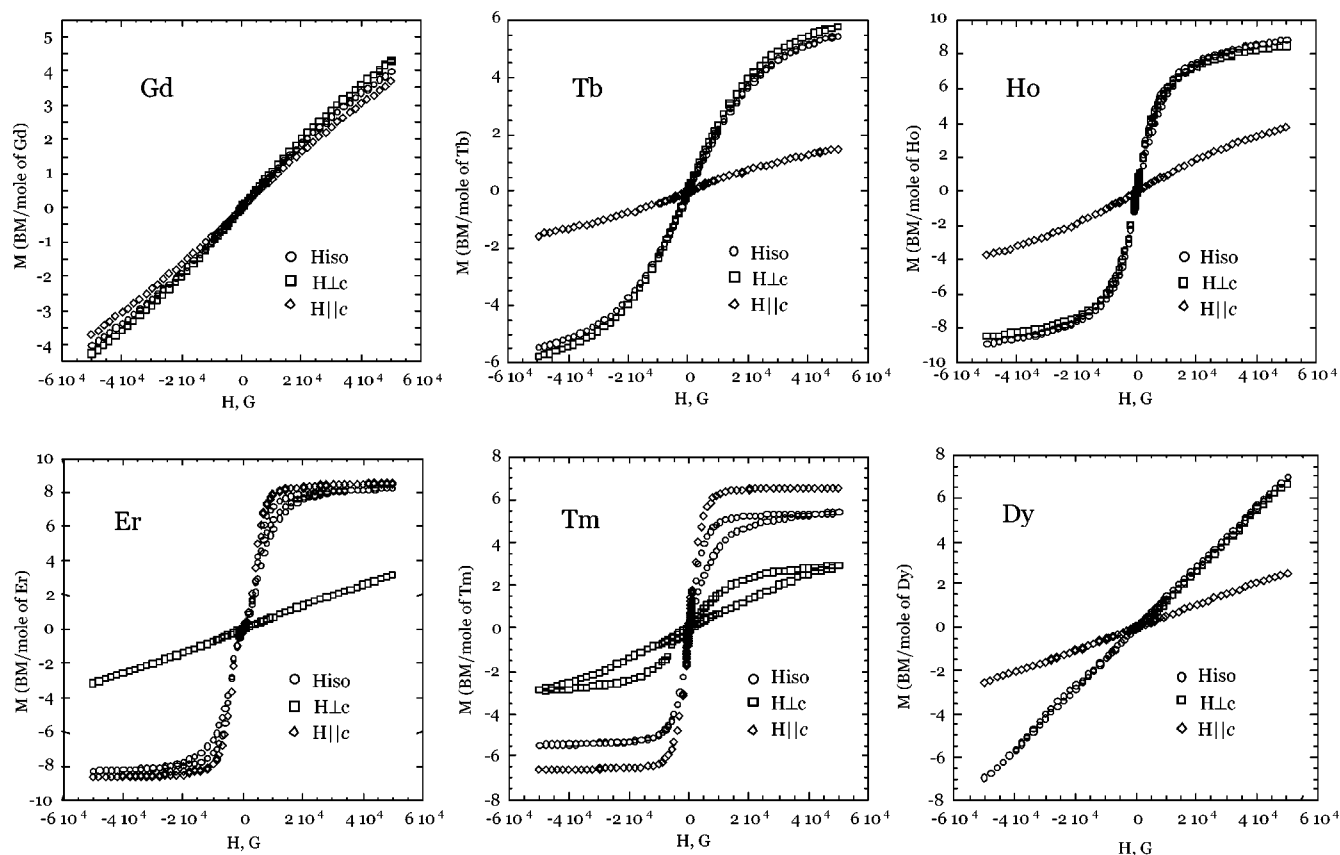 Gd
M (BM/mole of Gd)
5
4
3
2
1
0
-1
-2
-3
-4
Hiso
H⊥c
H||c
-6 10⁴ -4 10⁴ -2 10⁴ 0 2 10⁴ 4 10⁴ 6 10⁴
H, G
Tb
M (BM/mole of Tb)
6
4
2
0
-2
-4
-6
Hiso
H⊥c
H||c
-6 10⁴ -4 10⁴ -2 10⁴ 0 2 10⁴ 4 10⁴ 6 10⁴
H, G
Ho
M (BM/mole of Ho)
10
8
6
4
2
0
-2
-4
-6
-8
-10
Hiso
H⊥c
H||c
-6 10⁴ -4 10⁴ -2 10⁴ 0 2 10⁴ 4 10⁴ 6 10⁴
H, G
Er
M (BM/mole of Er)
10
8
6
4
2
0
-2
-4
-6
-8
-10
Hiso
H⊥c
H||c
-6 10⁴ -4 10⁴ -2 10⁴ 0 2 10⁴ 4 10⁴ 6 10⁴
H, G
Tm
M (BM/mole of Tm)
8
6
4
2
0
-2
-4
-6
-8
Hiso
H⊥c
H||c
-6 10⁴ -4 10⁴ -2 10⁴ 0 2 10⁴ 4 10⁴ 6 10⁴
H, G
Dy
M (BM/mole of Dy)
8
6
4
2
0
-2
-4
-6
-8
Hiso
H⊥c
H||c
-6 10⁴ -4 10⁴ -2 10⁴ 0 2 10⁴ 4 10⁴ 6 10⁴
H, G